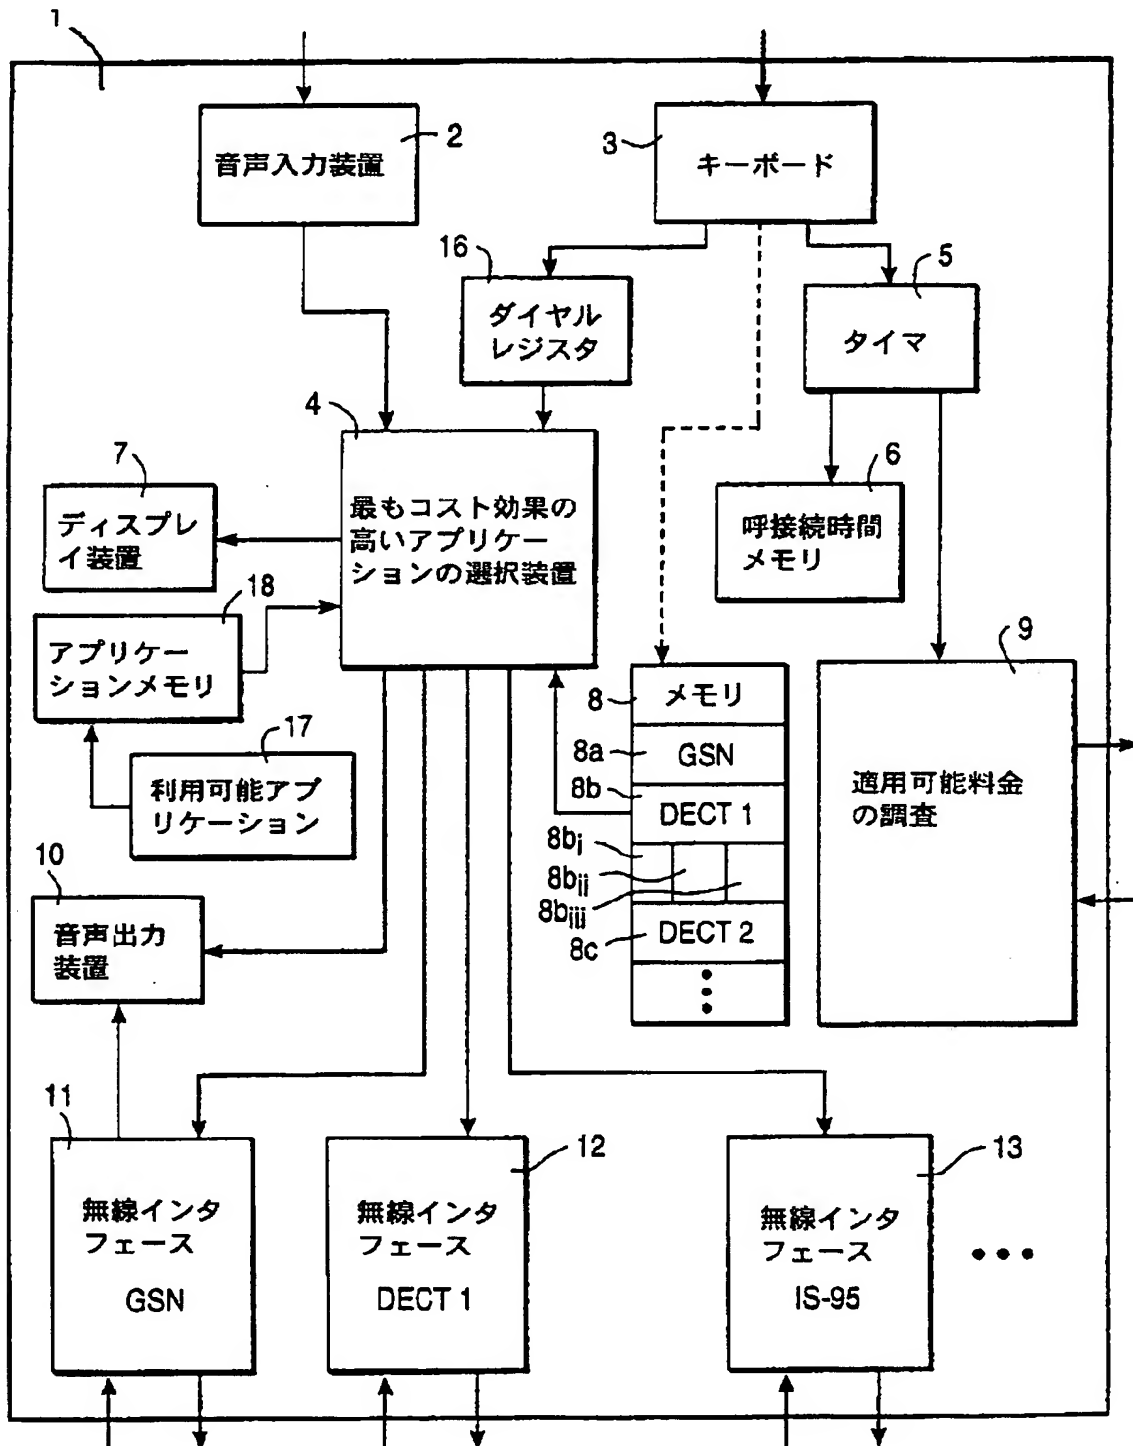 1
2
音声入力装置
3
キーボード
16
ダイヤル
レジスタ
5
タイマ
4
最もコスト効果の
高いアプリケー
ションの選択装置
7
ディスプレ
イ装置
6
呼接続時間
メモリ
18
アプリケー
ションメモリ
17
利用可能アプ
リケーション
8
メモリ
8a
GSN
8b
DECT 1
8bi
8bii
8biii
8c
DECT 2
9
適用可能料金
の調査
10
音声出力
装置
11
無線インタ
フェース
GSN
12
無線インタ
フェース
DECT 1
13
無線インタ
フェース
IS-95